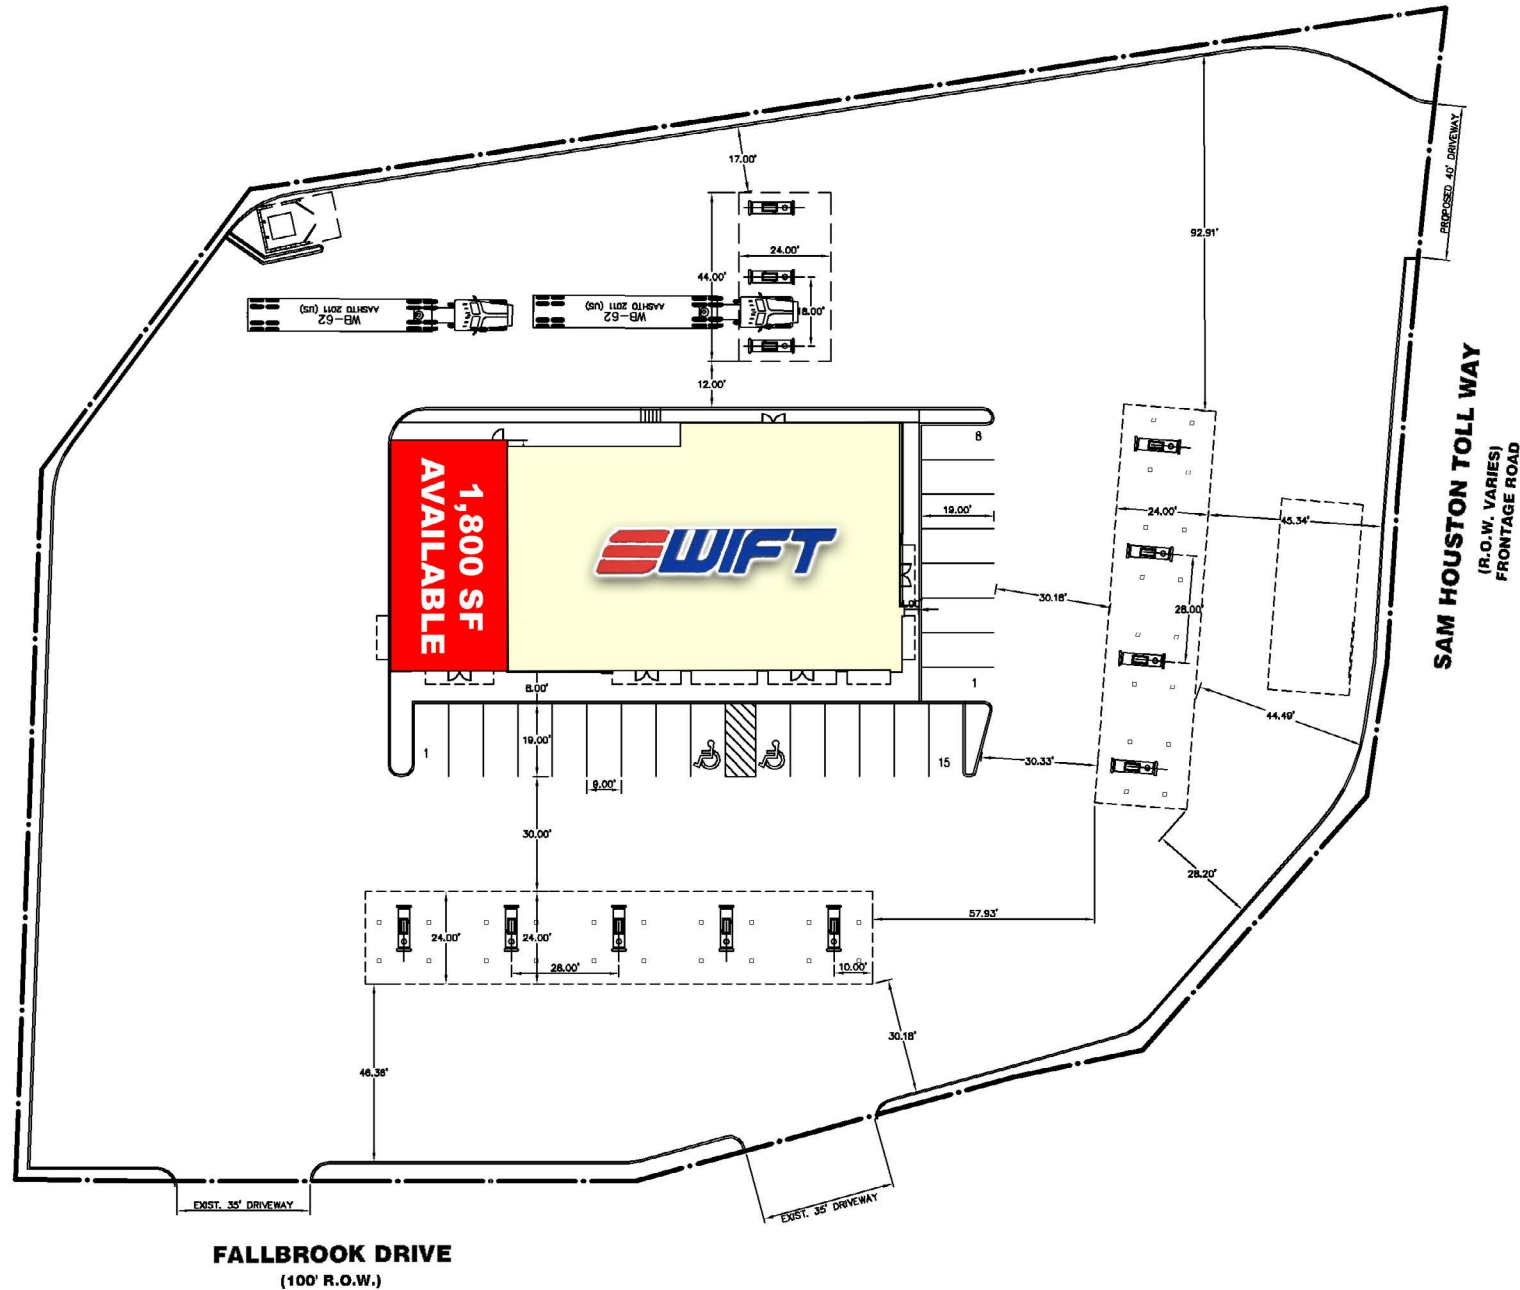 17.00'
92.91'
PROPOSED 40' DRIVEWAY
24.00'
44.00'
18.00'
WB-62
AASHTO 2011 (US)
WB-62
AASHTO 2011 (US)
12.00'
8
1,800 SF
AVAILABLE
SWIFT
19.00'
24.00'
45.34'
SAM HOUSTON TOLL WAY
(R.O.W. VARIES)
FRONTAGE ROAD
30.18'
28.00'
1
8.00'
44.49'
19.00'
1
15
30.33'
9.00'
30.00'
28.20'
57.93'
24.00'
24.00'
28.00'
10.00'
30.18'
46.36'
EXIST. 35' DRIVEWAY
EXIST. 35' DRIVEWAY
FALLBROOK DRIVE
(100' R.O.W.)